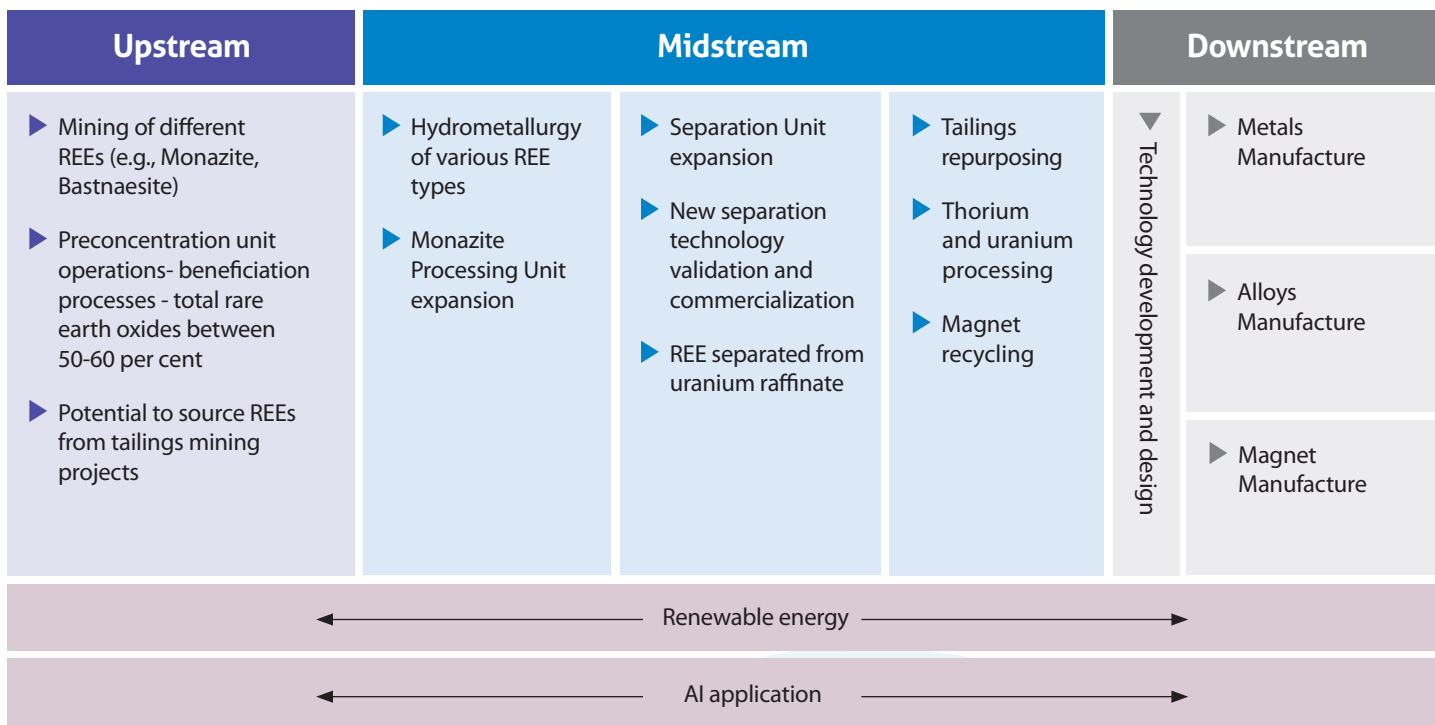 Upstream
Midstream
Downstream
Mining of different
REEs (e.g., Monazite,
Bastnaesite)
Preconcentration unit
operations- beneficiation
processes - total rare
earth oxides between
50-60 per cent
Potential to source REEs
from tailings mining
projects
Hydrometallurgy
of various REE
types
Monazite
Processing Unit
expansion
Separation Unit
expansion
New separation
technology
validation and
commercialization
REE separated from
uranium raffinate
Tailings
repurposing
Thorium
and uranium
processing
Magnet
recycling
Technology development and design
Metals
Manufacture
Alloys
Manufacture
Magnet
Manufacture
Renewable energy
AI application